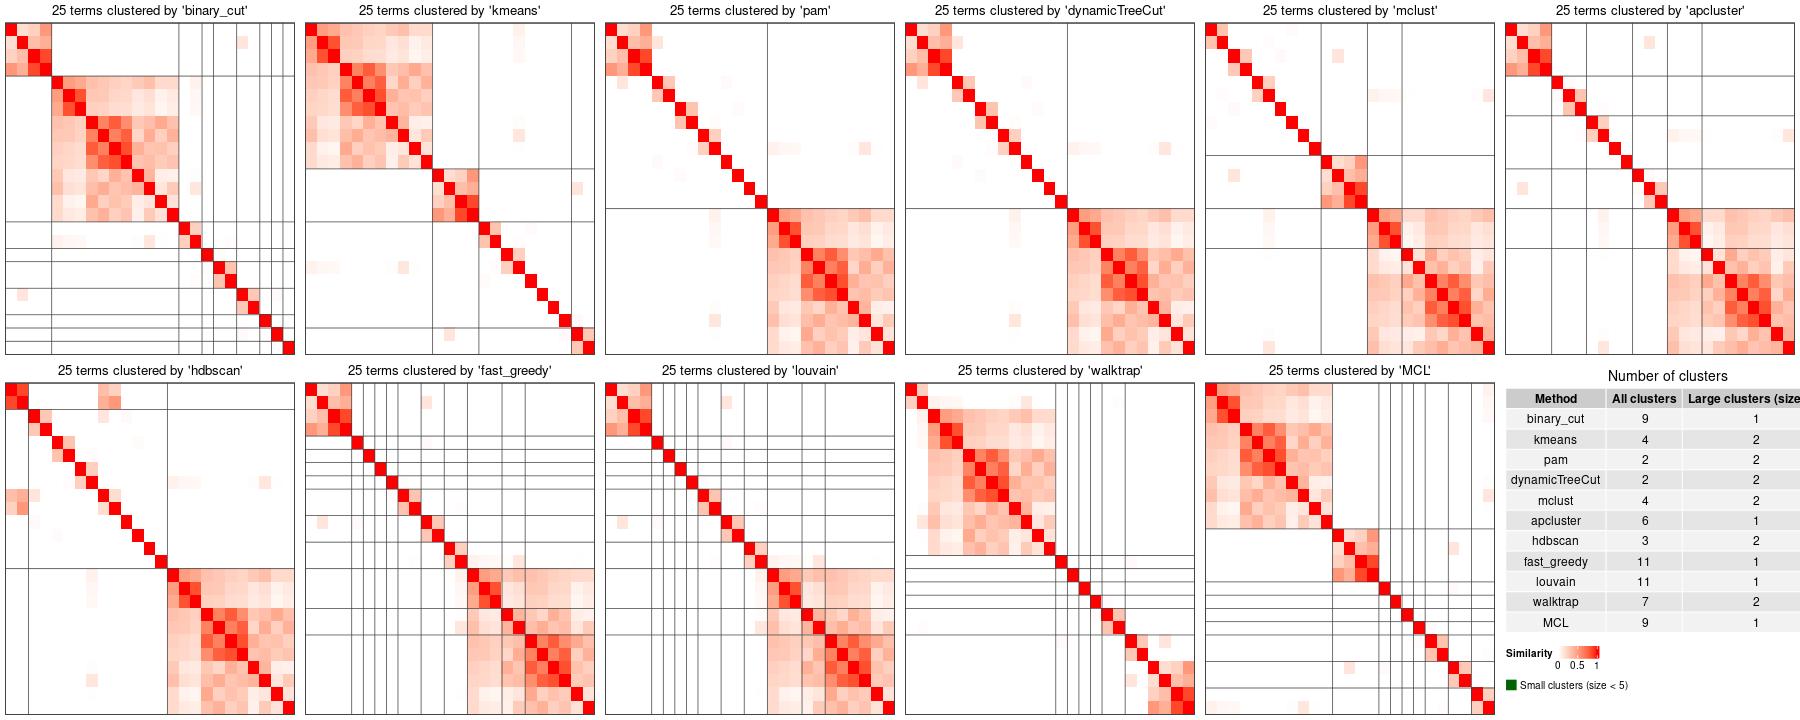 25 terms clustered by 'binary_cut'
25 terms clustered by 'kmeans'
25 terms clustered by 'pam'
25 terms clustered by 'dynamicTreeCut'
25 terms clustered by 'mclust'
25 terms clustered by 'apcluster'
25 terms clustered by 'hdbscan'
25 terms clustered by 'fast_greedy'
25 terms clustered by 'louvain'
25 terms clustered by 'walktrap'
25 terms clustered by 'MCL'
Number of clusters
Method All clusters Large clusters (size
binary_cut 9 1
kmeans 4 2
pam 2 2
dynamicTreeCut 2 2
mclust 4 2
apcluster 6 1
hdbscan 3 2
fast_greedy 11 1
louvain 11 1
walktrap 7 2
MCL 9 1
Similarity
0 0.5 1
Small clusters (size < 5)